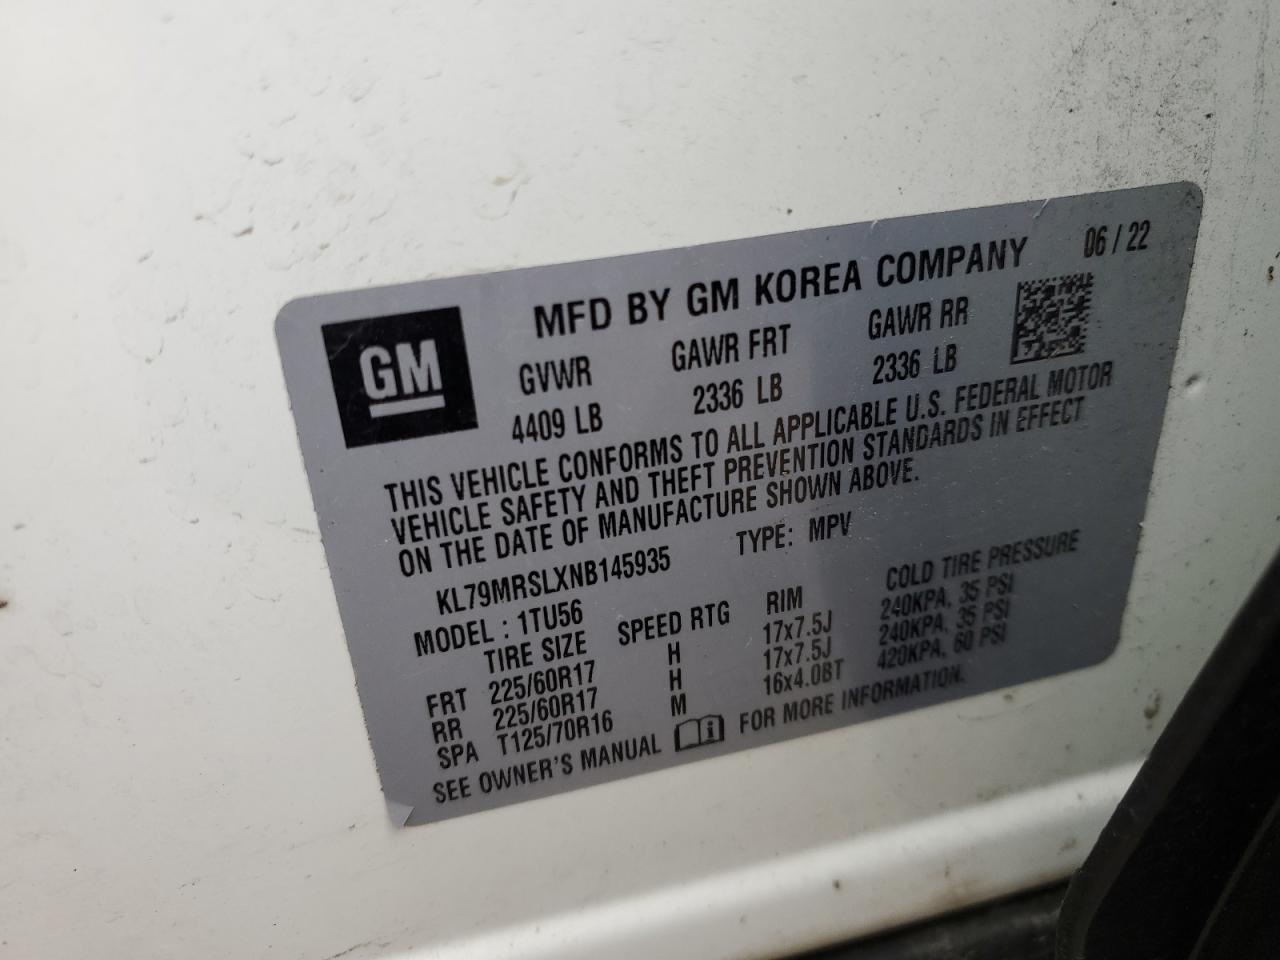 MFD BY GM KOREA COMPANY 06 / 22
GM
GVWR GAWR FRT GAWR RR
4409 LB 2336 LB 2336 LB
THIS VEHICLE CONFORMS TO ALL APPLICABLE U.S. FEDERAL MOTOR
VEHICLE SAFETY AND THEFT PREVENTION STANDARDS IN EFFECT
ON THE DATE OF MANUFACTURE SHOWN ABOVE.
KL79MRSLXNB145935 TYPE: MPV
MODEL : 1TU56
TIRE SIZE SPEED RTG RIM COLD TIRE PRESSURE
FRT 225/60R17 H 17x7.5J 240KPA, 35 PSI
RR 225/60R17 H 17x7.5J 240KPA, 35 PSI
SPA T125/70R16 M 16x4.0BT 420KPA, 60 PSI
SEE OWNER'S MANUAL i FOR MORE INFORMATION.